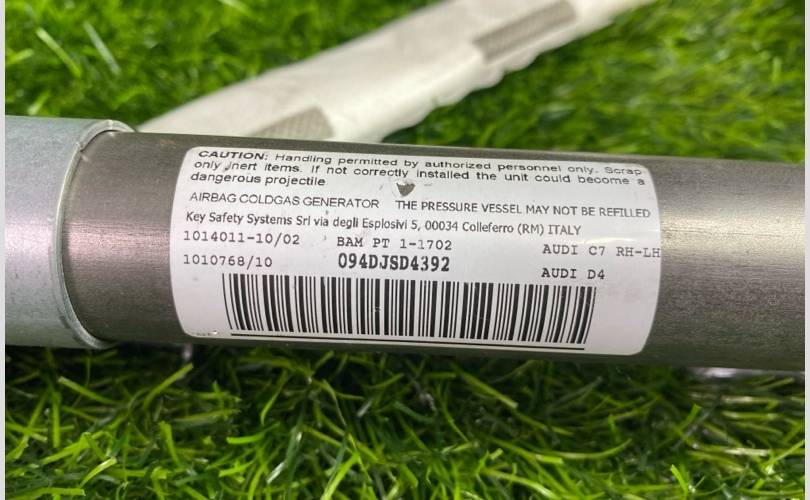 CAUTION: Handling permitted by authorized personnel only. Scrap
only inert items. If not correctly installed the unit could become a
dangerous projectile
AIRBAG COLDGAS GENERATOR THE PRESSURE VESSEL MAY NOT BE REFILLED
Key Safety Systems Srl via degli Esplosivi 5, 00034 Colleferro (RM) ITALY
1014011-10/02 BAM PT 1-1702 AUDI C7 RH-LH
1010768/10 094DJSD4392 AUDI D4